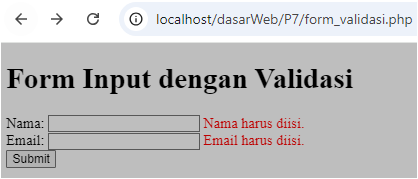 localhost/dasarWeb/P7/form_validasi.php
Form Input dengan Validasi
Nama: Nama harus diisi.
Email: Email harus diisi.
Submit